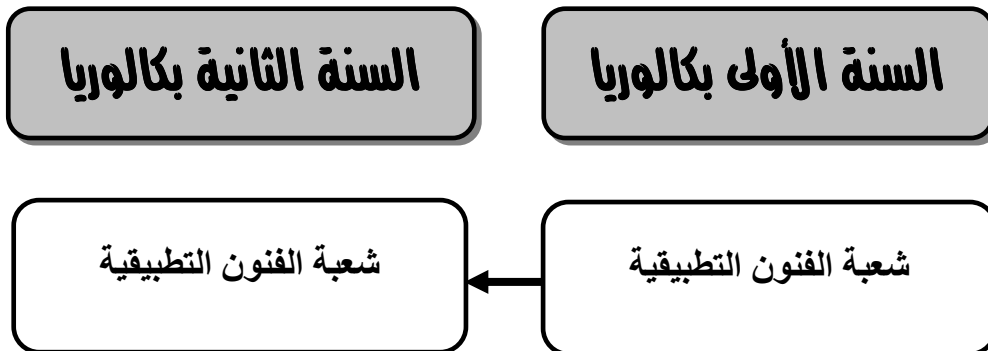 السنة الأولى بكالوريا
السنة الثانية بكالوريا
شعبة الفنون التطبيقية
شعبة الفنون التطبيقية